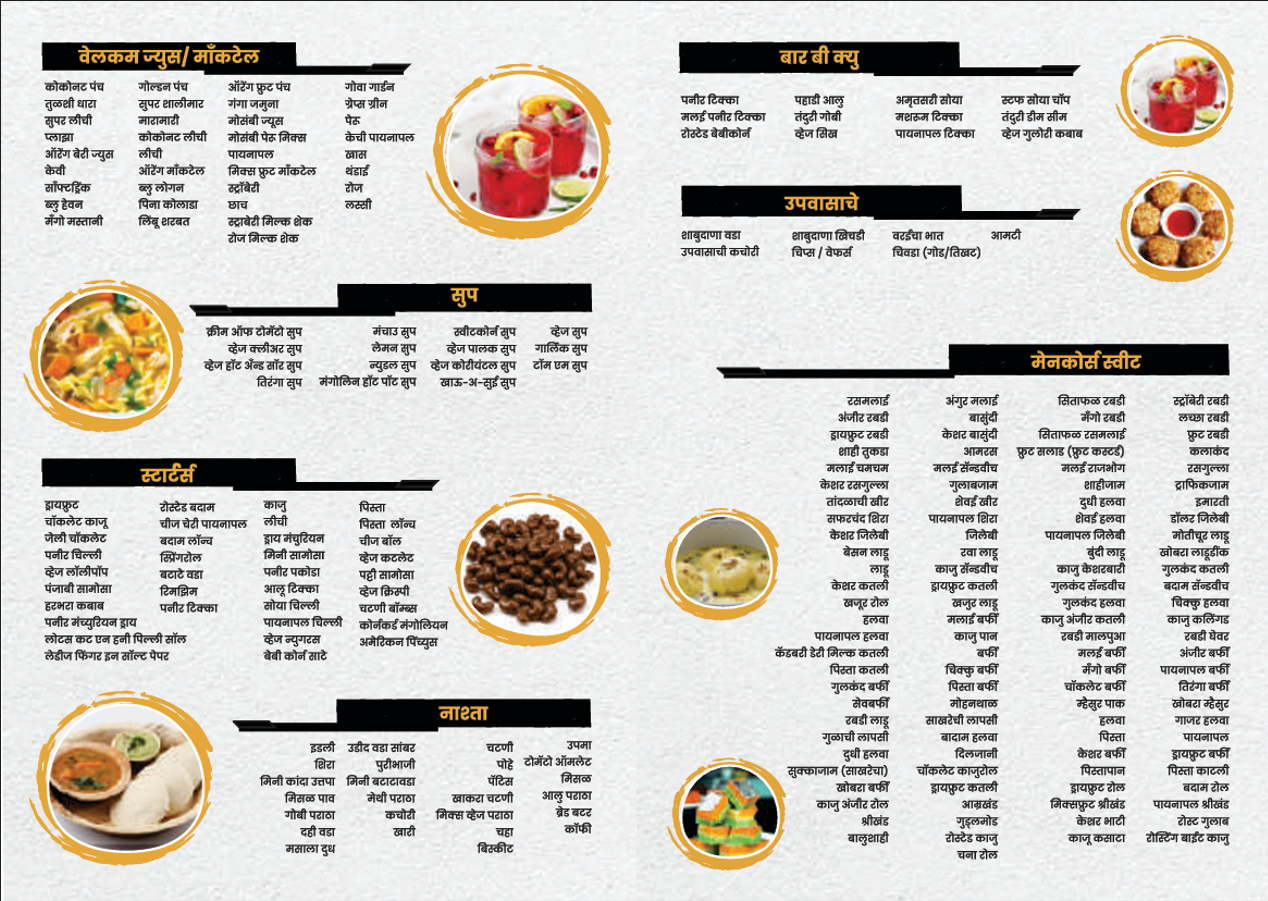 वेलकम ज्युस/ मॉकटेल
कोकोनट पंच
तुळशी धारा
सुपर लीची
प्लाझा
ऑरेंग बेरी ज्युस
केवी
सॉफ्टड्रिंक
ब्लु हेवन
मँगो मस्तानी
गोल्डन पंच
सुपर शालीमार
मारामारी
कोकोनट लीची
लीची
ऑरेंग मॉकटेल
ब्लु लोगन
पिना कोलाडा
लिंबू शरबत
ऑरेंग फ्रुट पंच
गंगा जमुना
मोसंबी ज्यूस
मोसंबी पेरू मिक्स
पायनापल
मिक्स फ्रुट मॉकटेल
स्ट्रॉबेरी
छाच
स्ट्राबेरी मिल्क शेक
रोज मिल्क शेक
गोवा गार्डन
ग्रेप्स ग्रीन
पेरू
केची पायनापल
खास
थंडाई
रोज
लस्सी
सुप
क्रीम ऑफ टोमॅटो सुप
व्हेज क्लीअर सुप
व्हेज हॉट अँन्ड सॉर सुप
तिरंगा सुप
मंचाउ सुप
लेमन सुप
न्युडल सुप
मंगोलिन हॉट पॉट सुप
स्वीटकोर्न सुप
व्हेज पालक सुप
व्हेज कोरीयंटल सुप
खाऊ-अ-सुई सुप
व्हेज सुप
गार्लिक सुप
टॉम एम सुप
स्टार्टर्स
ड्रायफ्रुट
चॉकलेट काजू
जेली चॉकलेट
पनीर चिल्ली
व्हेज लॉलीपॉप
पंजाबी सामोसा
हरभरा कबाब
पनीर मंच्युरियन ड्राय
लोटस कट एन हनी पिल्ली सॉल
लेडीज फिंगर इन सॉल्ट पेपर
रोस्टेड बदाम
चीज चेरी पायनापल
बदाम लॉन्च
स्प्रिंगरोल
बटाटे वडा
रिमझिम
पनीर टिक्का
काजु
लीची
ड्राय मंचुरियन
मिनी सामोसा
पनीर पकोडा
आलू टिक्का
सोया चिल्ली
पायनापल चिल्ली
व्हेज न्युगरस
बेबी कोर्न साटे
पिस्ता
पिस्ता लॉन्च
चीज बॉल
व्हेज कटलेट
पट्टी सामोसा
व्हेज क्रिस्पी
चटणी बॉम्ब्स
कोर्नकर्ड मंगोलियन
अमेरिकन पिंच्युस
नाश्ता
इडली
शिरा
मिनी कांदा उत्तपा
मिसळ पाव
गोबी पराठा
दही वडा
मसाला दुध
उडीद वडा सांबर
पुरीभाजी
मिनी बटाटावडा
मेथी पराठा
कचोरी
खारी
चटणी
पोहे
पॅटिस
खाकरा चटणी
मिक्स व्हेज पराठा
चहा
बिस्कीट
उपमा
टोमॅटो ऑमलेट
मिसळ
आलु पराठा
ब्रेड बटर
कॉफी
बार बी क्यु
पनीर टिक्का
मलई पनीर टिक्का
रोस्टेड बेबीकोर्न
पहाडी आलु
तंदुरी गोबी
व्हेज सिख
अमृतसरी सोया
मशरूम टिक्का
पायनापल टिक्का
स्टफ सोया चॉप
तंदुरी डीम सीम
व्हेज गुलोरी कबाब
उपवासाचे
शाबुदाणा वडा
उपवासाची कचोरी
शाबुदाणा खिचडी
चिप्स / वेफर्स
वरईचा भात
चिवडा (गोड/तिखट)
आमटी
मेनकोर्स स्वीट
रसमलाई
अंजीर रबडी
ड्रायफ्रुट रबडी
शाही तुकडा
मलाई चमचम
केशर रसगुल्ला
तांदळाची खीर
सफरचंद शिरा
केशर जिलेबी
बेसन लाडू
लाडू
केशर कतली
खजूर रोल
हलवा
पायनापल हलवा
कॅडबरी डेरी मिल्क कतली
पिस्ता कतली
गुलकंद बर्फी
सेवबर्फी
रबडी लाडू
गुळाची लापसी
दुधी हलवा
सुक्काजाम (साखरेचा)
खोबरा बर्फी
काजु अंजीर रोल
श्रीखंड
बालुशाही
अंगुर मलाई
बासुंदी
केशर बासुंदी
आमरस
मलई सॅन्डवीच
गुलाबजाम
शेवई खीर
पायनापल शिरा
जिलेबी
रवा लाडू
काजु सॅन्डवीच
ड्रायफ्रुट कतली
खजुर लाडू
मलाई बर्फी
काजु पान
बर्फी
चिक्कु बर्फी
पिस्ता बर्फी
मोहनथाळ
साखरेची लापसी
बादाम हलवा
दिलजानी
चॉकलेट काजुरोल
ड्रायफ्रुट कतली
आम्रखंड
गुड्लमोड
रोस्टेड काजु
चना रोल
सिताफळ रबडी
मँगो रबडी
सिताफळ रसमलाई
फ्रुट सलाड (फ्रुट कस्टर्ड)
मलई राजभोग
शाहीजाम
दुधी हलवा
शेवई हलवा
पायनापल जिलेबी
बुंदी लाडू
काजु केशरबारी
गुलकंद सॅन्डवीच
गुलकंद हलवा
काजु अंजीर कतली
रबडी मालपुआ
मलई बर्फी
मँगो बर्फी
चॉकलेट बर्फी
म्हैसुर पाक
हलवा
पिस्ता
केशर बर्फी
पिस्तापान
ड्रायफ्रुट रोल
मिक्सफ्रुट श्रीखंड
केशर भाटी
काजू कसाटा
स्ट्रॉबेरी रबडी
लच्छा रबडी
फ्रुट रबडी
कलाकंद
रसगुल्ला
ट्राफिकजाम
इमारती
डॉलर जिलेबी
मोतीचूर लाडू
खोबरा लाडूडींक
गुलकंद कतली
बदाम सॅन्डवीच
चिक्कु हलवा
काजु कलिंगड
रबडी घेवर
अंजीर बर्फी
पायनापल बर्फी
तिरंगा बर्फी
खोबरा म्हैसुर
गाजर हलवा
पायनापल
ड्रायफ्रुट बर्फी
पिस्ता काटली
बदाम रोल
पायनापल श्रीखंड
रोस्ट गुलाब
रोस्टिंग बाईट काजु